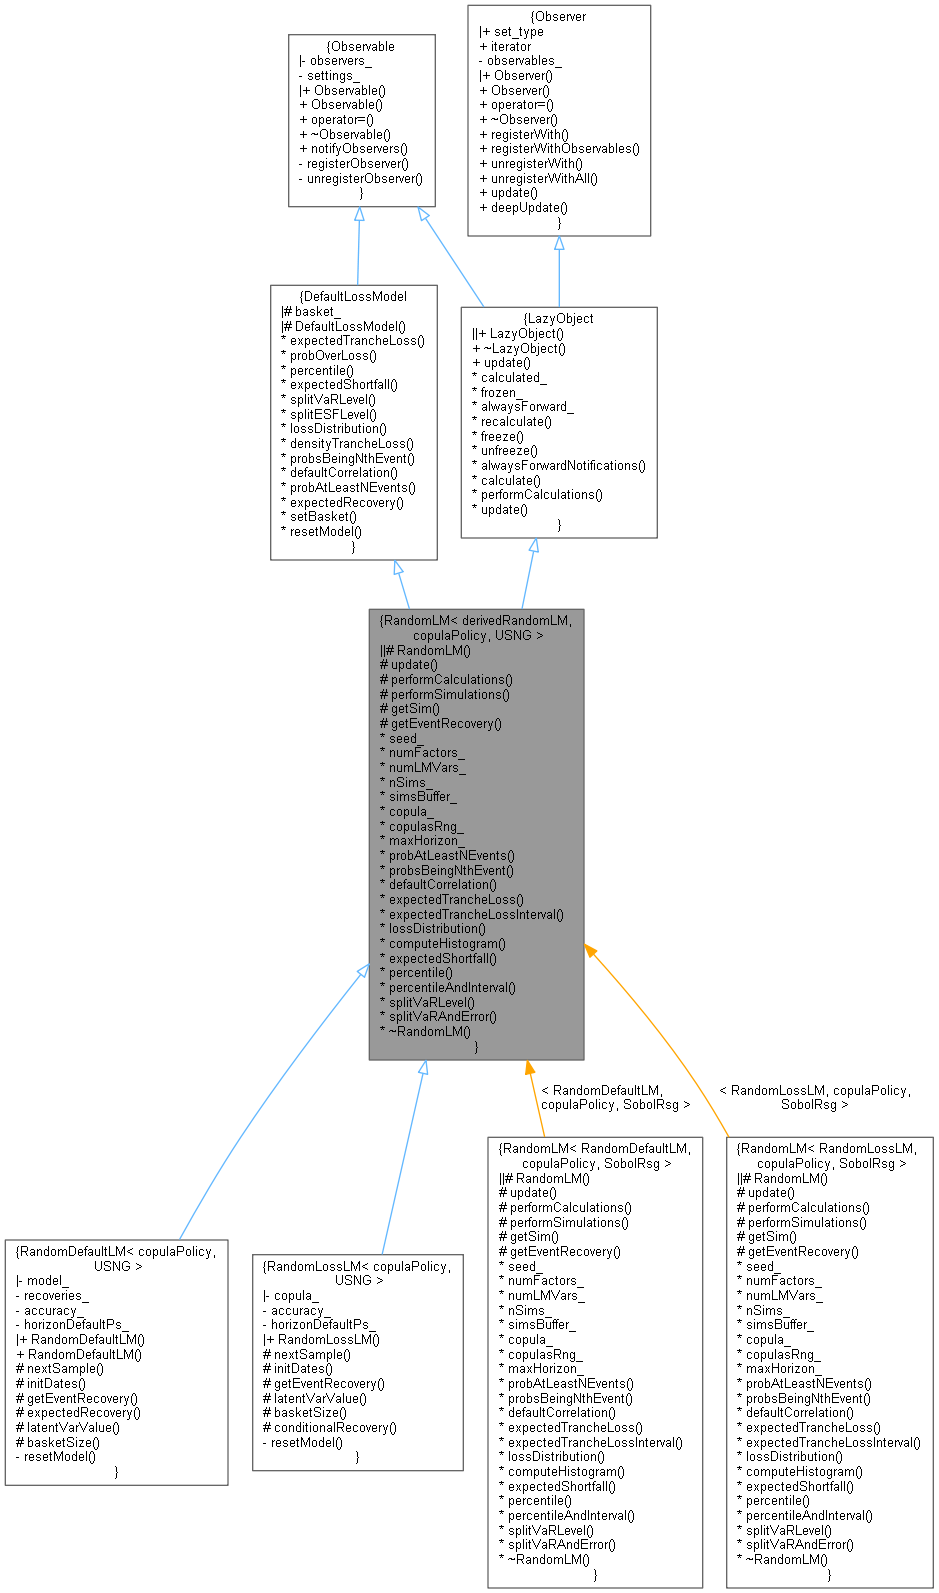 {Observer
|+ set_type
+ iterator
- observables_
|+ Observer()
+ Observer()
+ operator=()
+ ~Observer()
+ registerWith()
+ registerWithObservables()
+ unregisterWith()
+ unregisterWithAll()
+ update()
+ deepUpdate()
}
{Observable
|- observers_
- settings_
|+ Observable()
+ Observable()
+ operator=()
+ ~Observable()
+ notifyObservers()
- registerObserver()
- unregisterObserver()
}
{DefaultLossModel
|# basket_
|# DefaultLossModel()
* expectedTrancheLoss()
* probOverLoss()
* percentile()
* expectedShortfall()
* splitVaRLevel()
* splitESFLevel()
* lossDistribution()
* densityTrancheLoss()
* probsBeingNthEvent()
* defaultCorrelation()
* probAtLeastNEvents()
* expectedRecovery()
* setBasket()
* resetModel()
}
{LazyObject
||+ LazyObject()
+ ~LazyObject()
+ update()
* calculated_
* frozen_
* alwaysForward_
* recalculate()
* freeze()
* unfreeze()
* alwaysForwardNotifications()
* calculate()
* performCalculations()
* update()
}
{RandomLM< derivedRandomLM,
copulaPolicy, USNG >
||# RandomLM()
# update()
# performCalculations()
# performSimulations()
# getSim()
# getEventRecovery()
* seed_
* numFactors_
* numLMVars_
* nSims_
* simsBuffer_
* copula_
* copulasRng_
* maxHorizon_
* probAtLeastNEvents()
* probsBeingNthEvent()
* defaultCorrelation()
* expectedTrancheLoss()
* expectedTrancheLossInterval()
* lossDistribution()
* computeHistogram()
* expectedShortfall()
* percentile()
* percentileAndInterval()
* splitVaRLevel()
* splitVaRAndError()
* ~RandomLM()
}
< RandomDefaultLM,
copulaPolicy, SobolRsg >
< RandomLossLM, copulaPolicy,
SobolRsg >
{RandomDefaultLM< copulaPolicy,
USNG >
|- model_
- recoveries_
- accuracy_
- horizonDefaultPs_
|+ RandomDefaultLM()
+ RandomDefaultLM()
# nextSample()
# initDates()
# getEventRecovery()
# expectedRecovery()
# latentVarValue()
# basketSize()
- resetModel()
}
{RandomLossLM< copulaPolicy,
USNG >
|- copula_
- accuracy_
- horizonDefaultPs_
|+ RandomLossLM()
# nextSample()
# initDates()
# getEventRecovery()
# latentVarValue()
# basketSize()
# conditionalRecovery()
- resetModel()
}
{RandomLM< RandomDefaultLM,
copulaPolicy, SobolRsg >
||# RandomLM()
# update()
# performCalculations()
# performSimulations()
# getSim()
# getEventRecovery()
* seed_
* numFactors_
* numLMVars_
* nSims_
* simsBuffer_
* copula_
* copulasRng_
* maxHorizon_
* probAtLeastNEvents()
* probsBeingNthEvent()
* defaultCorrelation()
* expectedTrancheLoss()
* expectedTrancheLossInterval()
* lossDistribution()
* computeHistogram()
* expectedShortfall()
* percentile()
* percentileAndInterval()
* splitVaRLevel()
* splitVaRAndError()
* ~RandomLM()
}
{RandomLM< RandomLossLM,
copulaPolicy, SobolRsg >
||# RandomLM()
# update()
# performCalculations()
# performSimulations()
# getSim()
# getEventRecovery()
* seed_
* numFactors_
* numLMVars_
* nSims_
* simsBuffer_
* copula_
* copulasRng_
* maxHorizon_
* probAtLeastNEvents()
* probsBeingNthEvent()
* defaultCorrelation()
* expectedTrancheLoss()
* expectedTrancheLossInterval()
* lossDistribution()
* computeHistogram()
* expectedShortfall()
* percentile()
* percentileAndInterval()
* splitVaRLevel()
* splitVaRAndError()
* ~RandomLM()
}